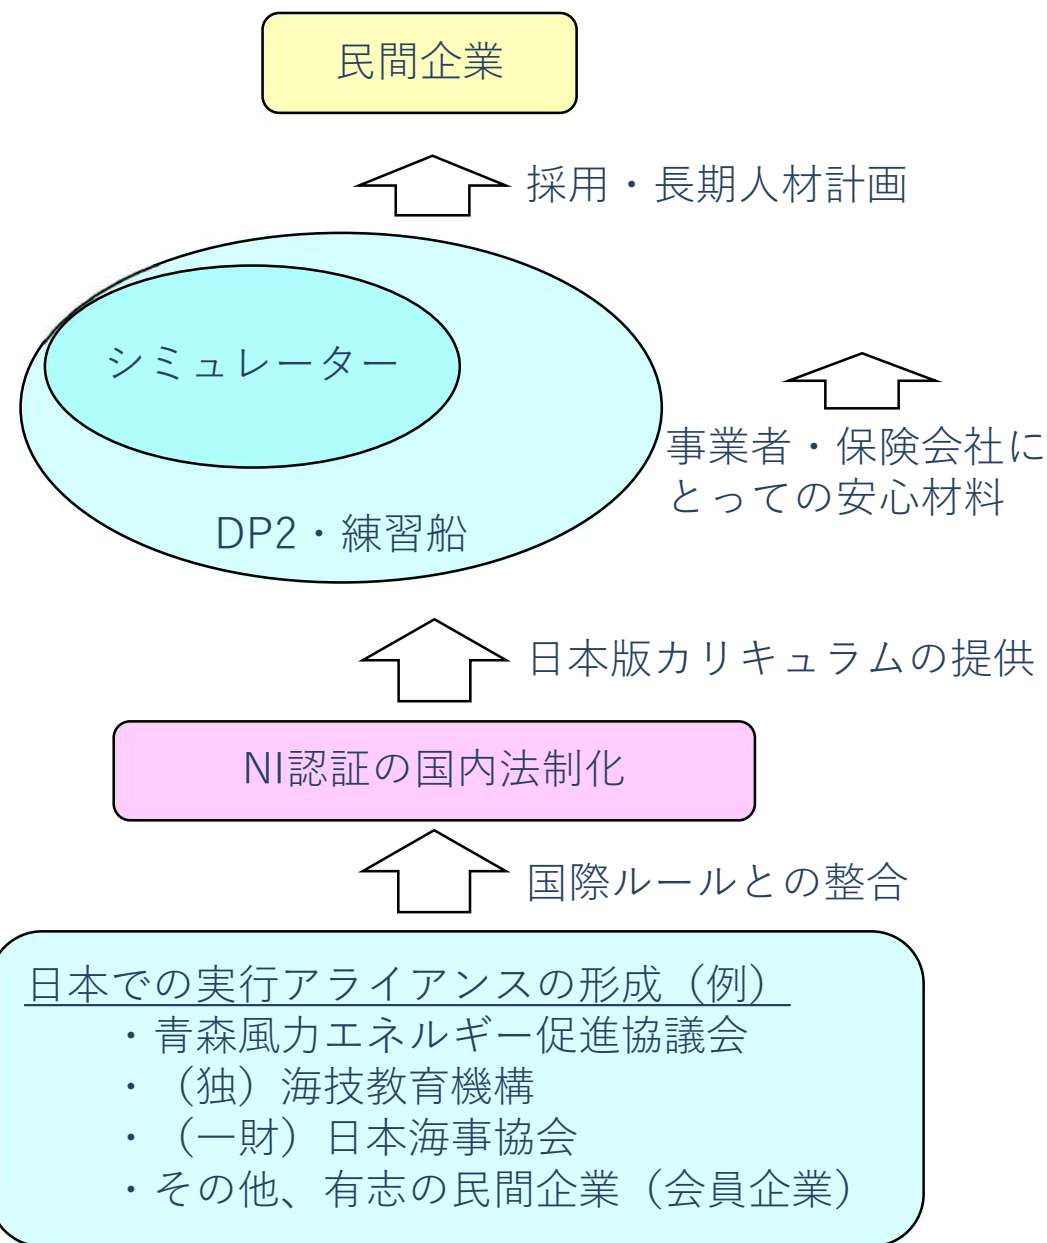 民間企業
採用・長期人材計画
シミュレーター
事業者・保険会社に
とっての安心材料
DP2・練習船
日本版カリキュラムの提供
NI認証の国内法制化
国際ルールとの整合
日本での実行アライアンスの形成（例）
・青森風力エネルギー促進協議会
・（独）海技教育機構
・（一財）日本海事協会
・その他、有志の民間企業（会員企業）